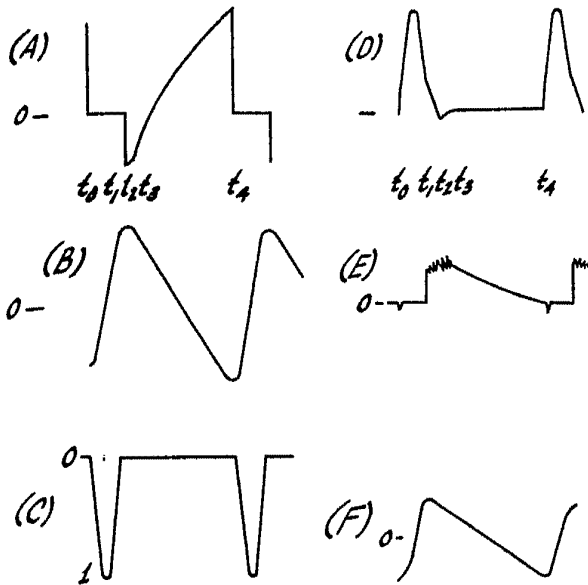 (A)
0-
t0 t1 t2 t3 t4
(B)
0-
(C)
0
1
(D)
-
t0 t1 t2 t3 t4
(E)
0-
(F)
0-